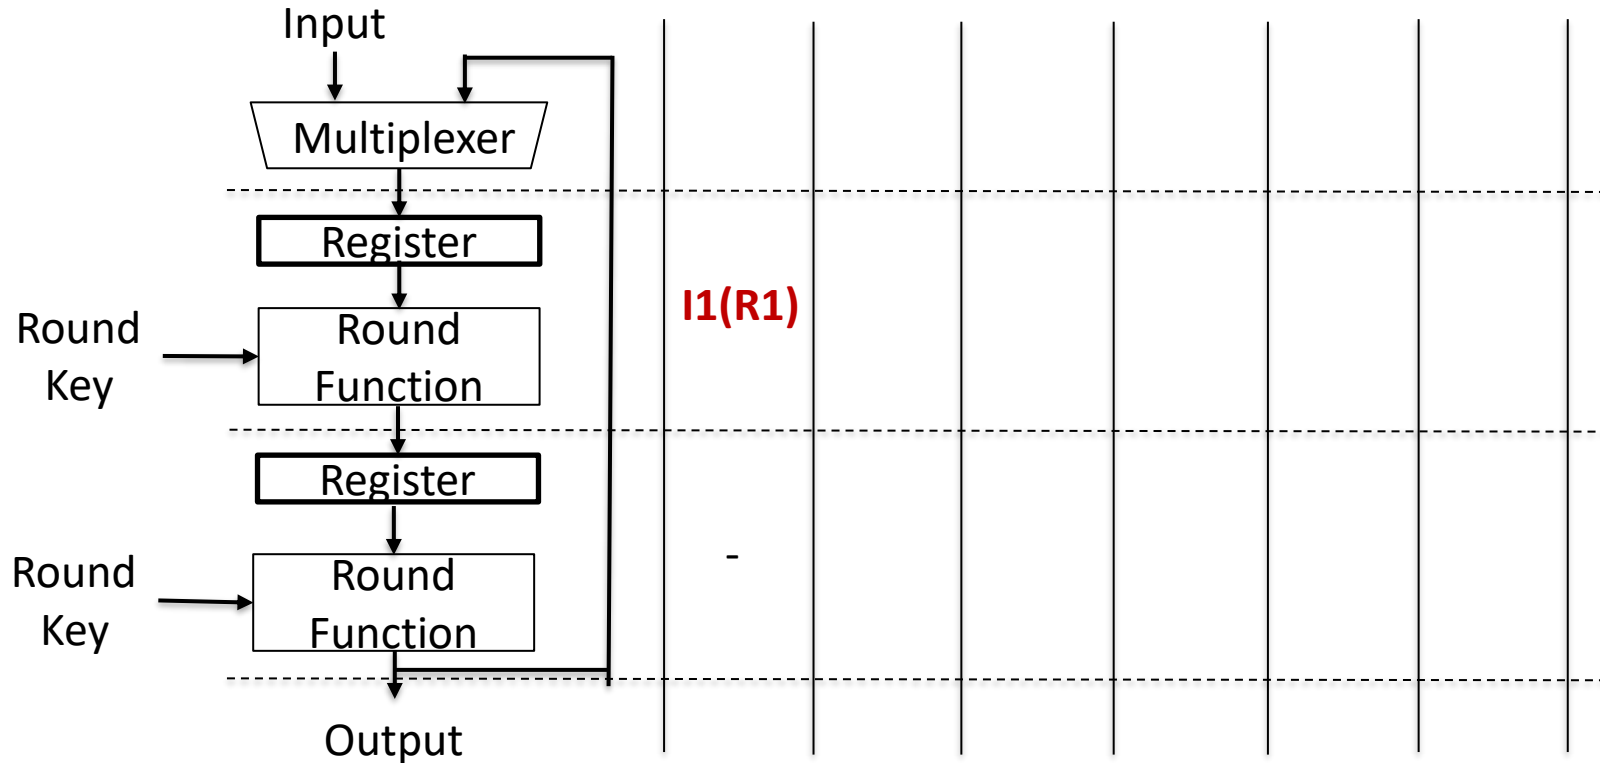 Input
Multiplexer
Register
I1(R1)
Round
Key
Round
Function
Register
-
Round
Key
Round
Function
Output